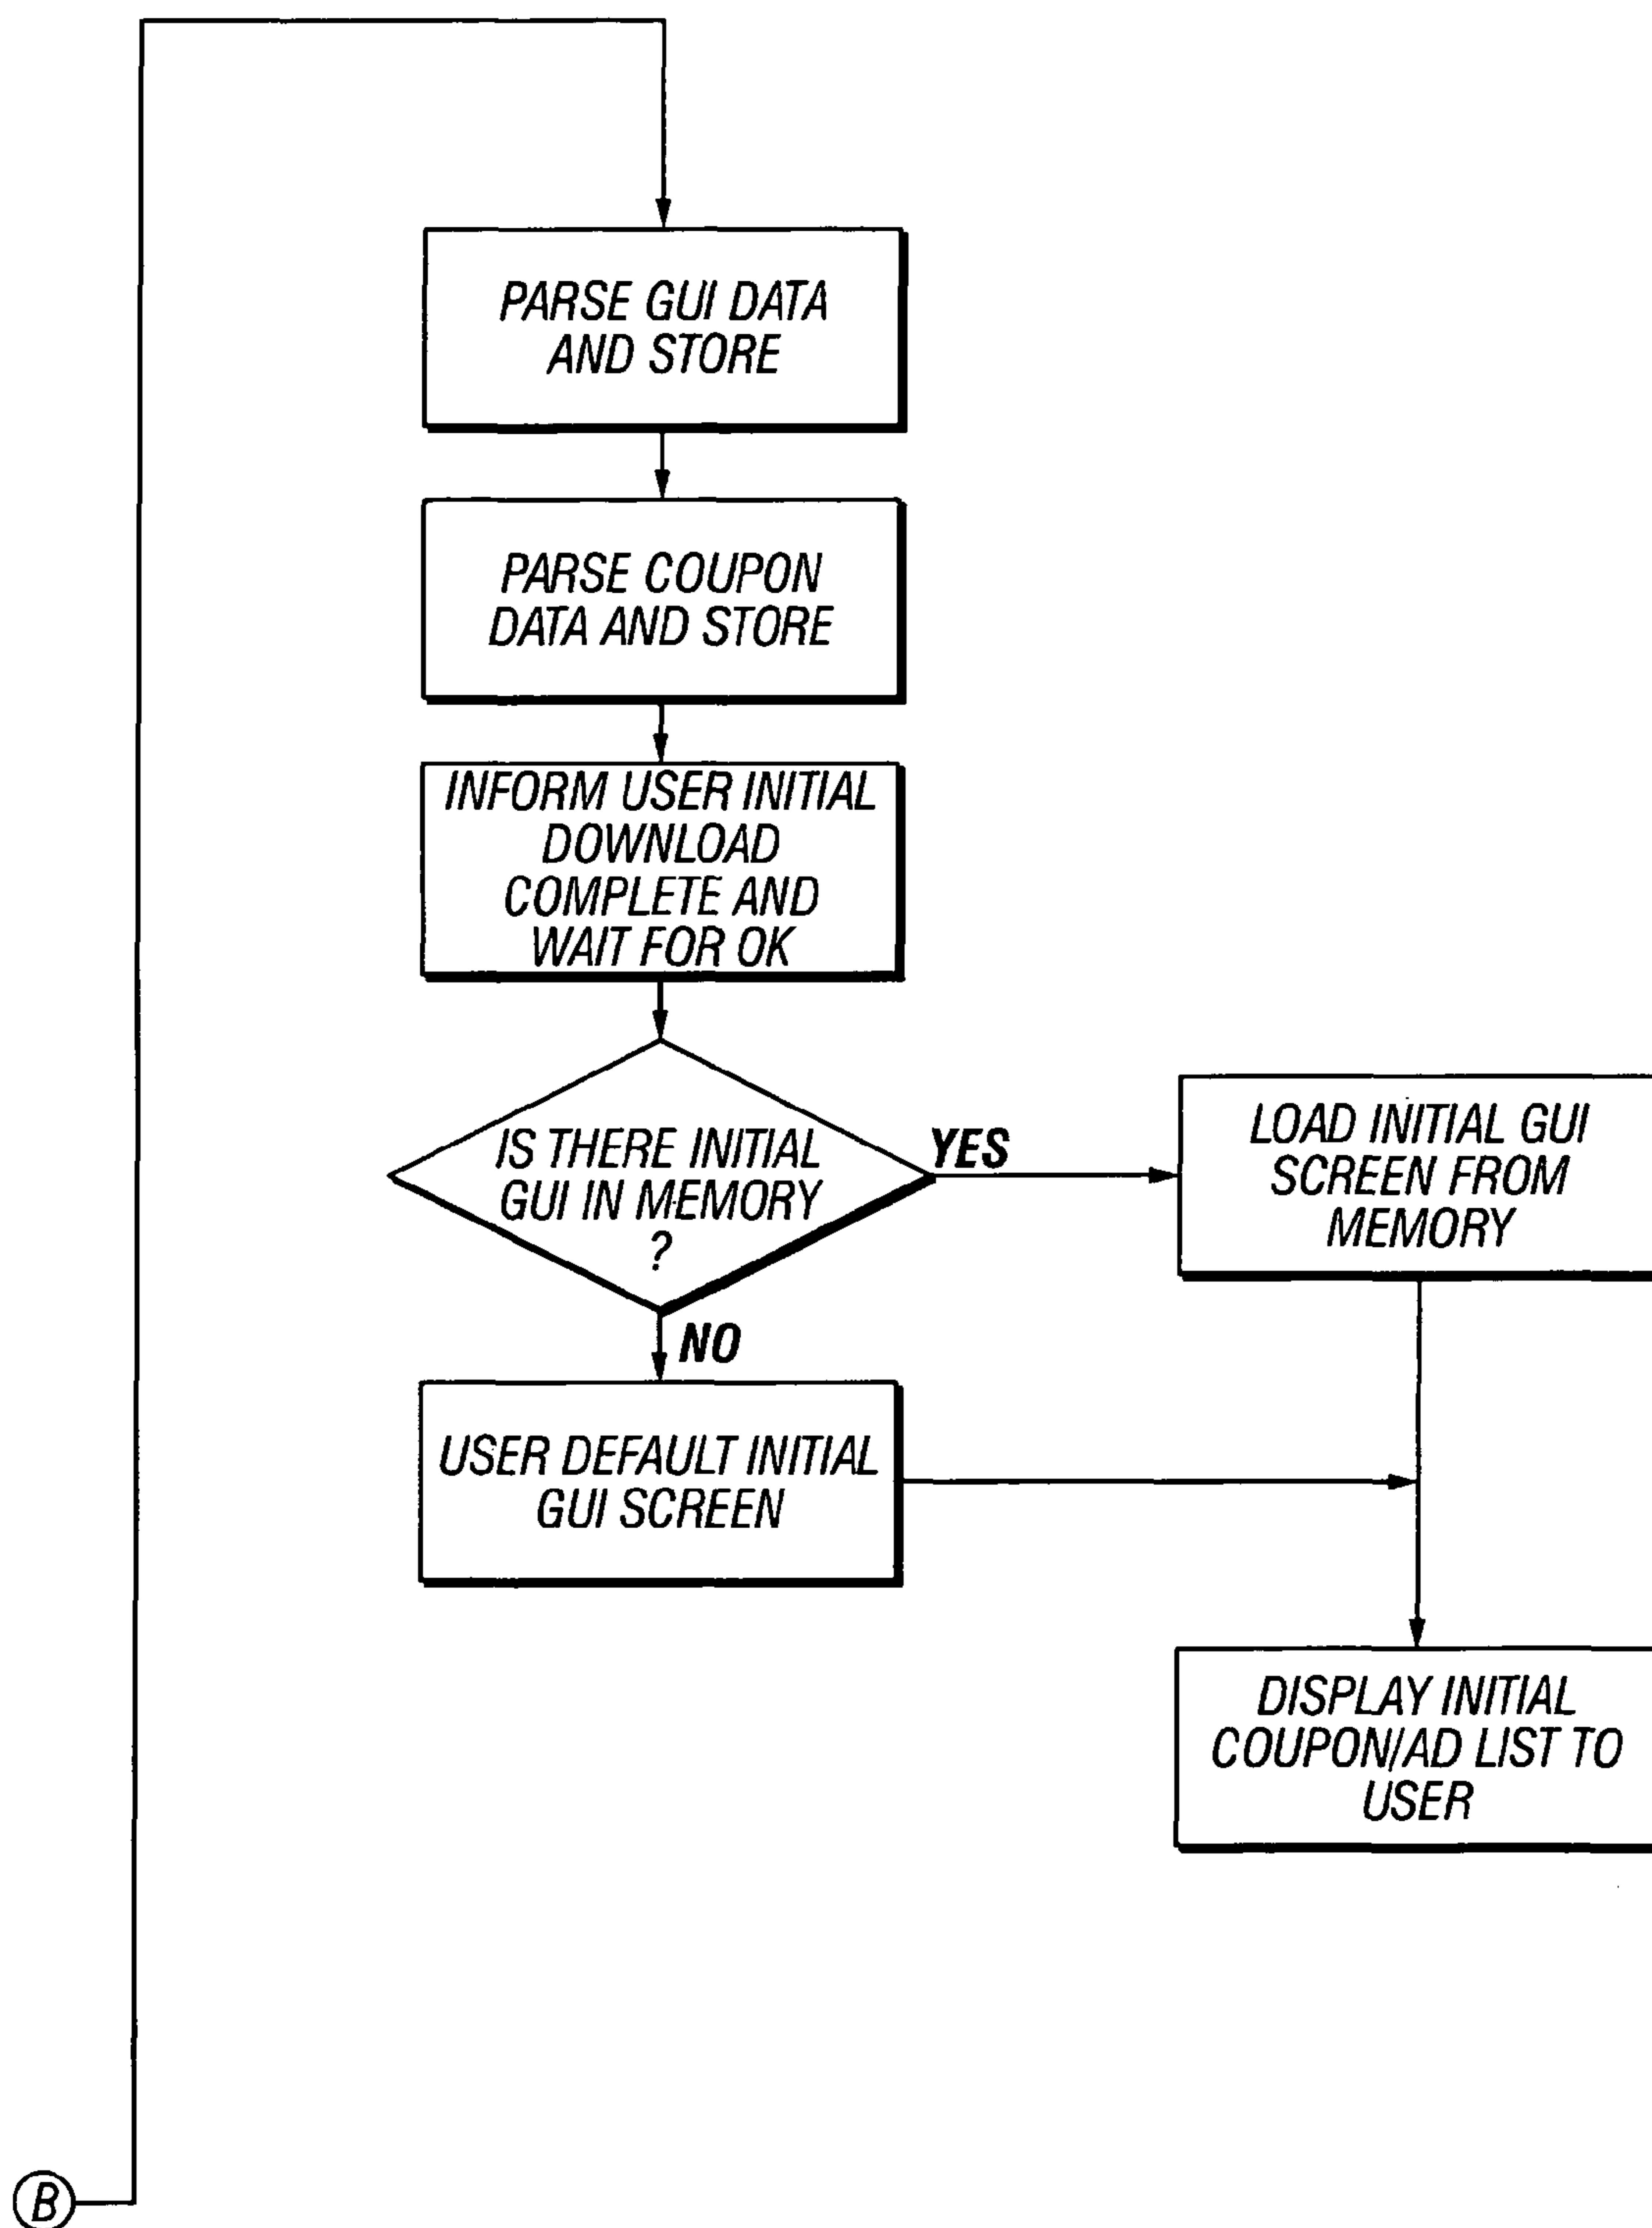 PARSE GUI DATA
AND STORE
PARSE COUPON
DATA AND STORE
INFORM USER INITIAL
DOWNLOAD
COMPLETE AND
WAIT FOR OK
IS THERE INITIAL
GUI IN MEMORY
?
YES
LOAD INITIAL GUI
SCREEN FROM
MEMORY
NO
USER DEFAULT INITIAL
GUI SCREEN
DISPLAY INITIAL
COUPON/AD LIST TO
USER
B